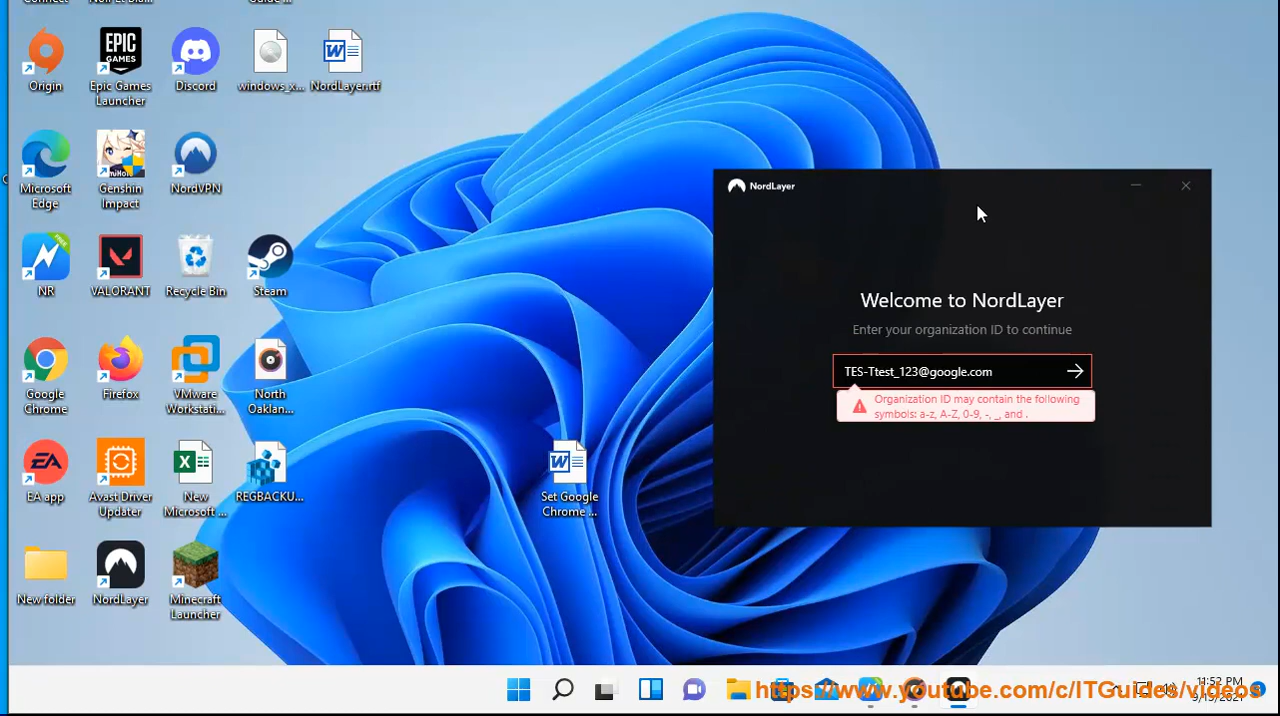 Origin
Epic Games
Launcher
EPIC
GAMES
Discord
windows_x...
NordLayer.rtf
Microsoft
Edge
Genshin
Impact
NordVPN
NR
FREE
VALORANT
Recycle Bin
Steam
Google
Chrome
Firefox
VMware
Workstati...
North
Oaklan...
EA app
Avast Driver
Updater
New
Microsoft ...
REGBACKU...
Set Google
Chrome ...
New folder
NordLayer
Minecraft
Launcher
NordLayer
Welcome to NordLayer
Enter your organization ID to continue
TES-Ttest_123@google.com
Organization ID may contain the following
symbols: a-z, A-Z, 0-9, -, _, and .
https://www.youtube.com/c/ITGuides/videos
11:52 PM